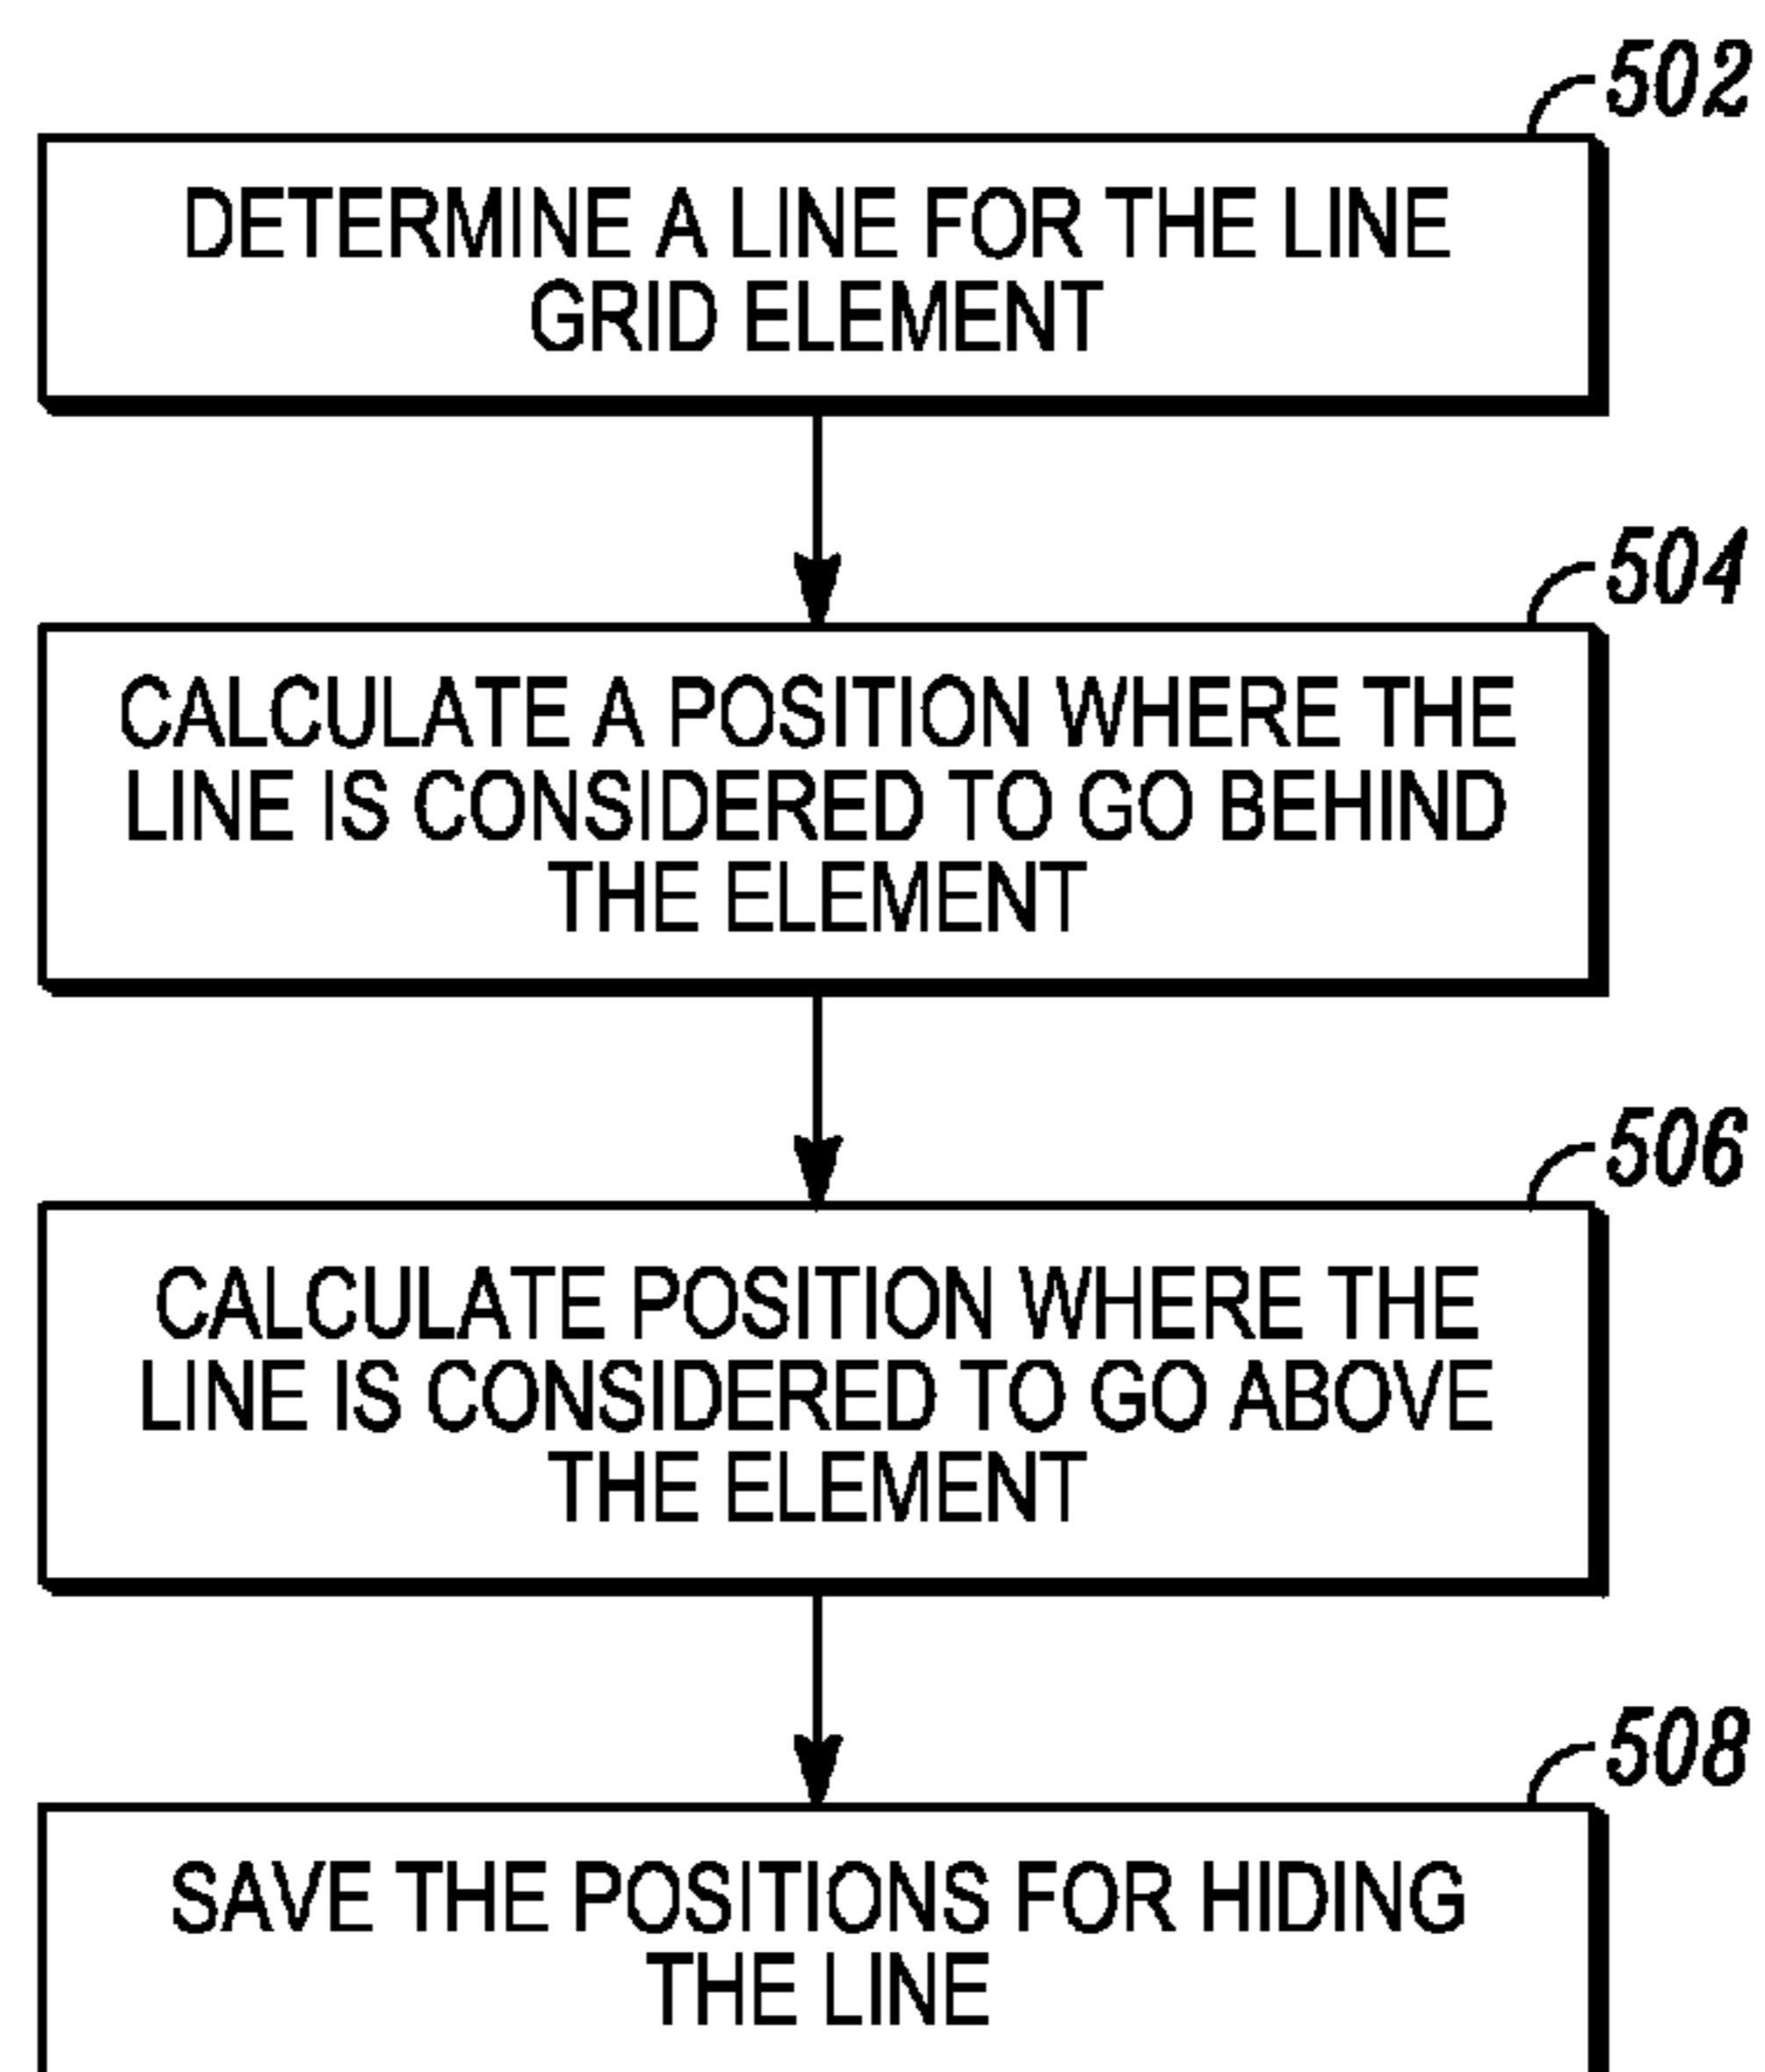 502
DETERMINE A LINE FOR THE LINE
GRID ELEMENT
504
CALCULATE A POSITION WHERE THE
LINE IS CONSIDERED TO GO BEHIND
THE ELEMENT
506
CALCULATE POSITION WHERE THE
LINE IS CONSIDERED TO GO ABOVE
THE ELEMENT
508
SAVE THE POSITIONS FOR HIDING
THE LINE